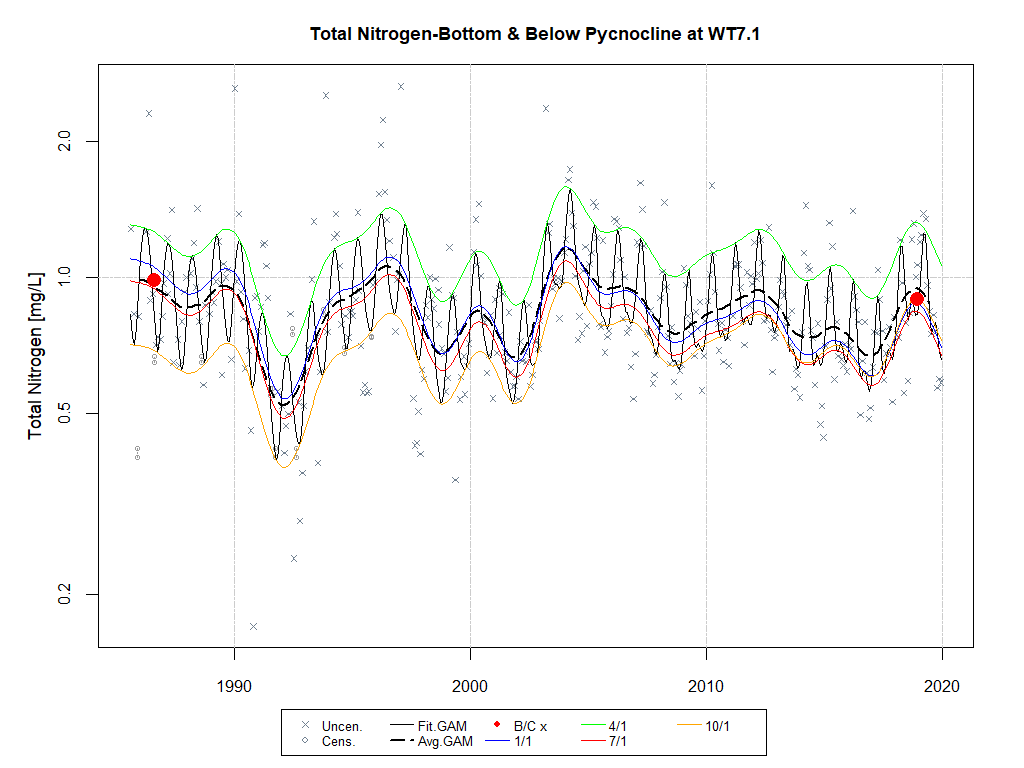 Total Nitrogen-Bottom & Below Pycnocline at WT7.1
Total Nitrogen [mg/L]
2.0
1.0
0.5
0.2
1990 2000 2010 2020
Uncen. Fit.GAM B/C x 4/1 10/1
Cens. Avg.GAM 1/1 7/1